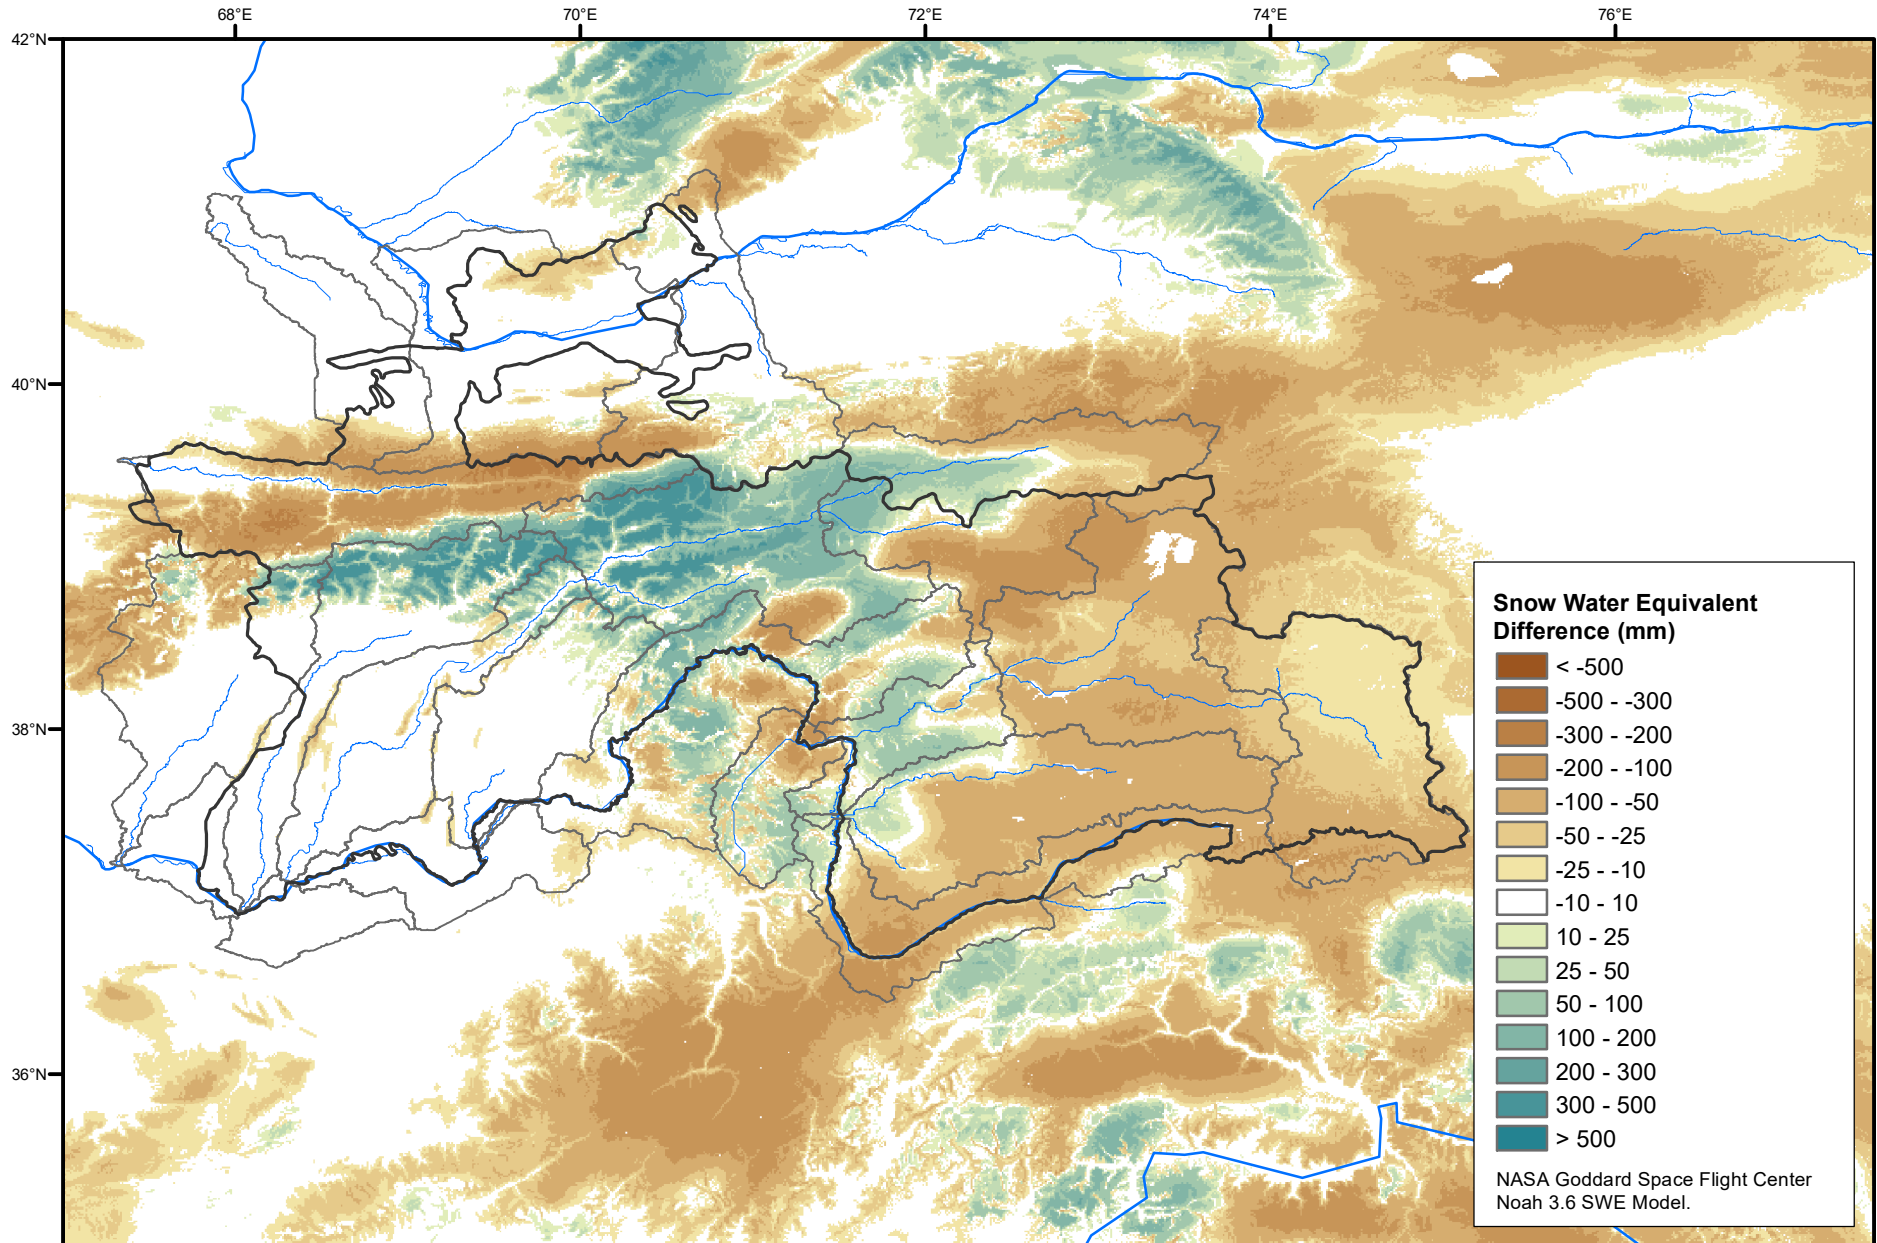 68°E 70°E 72°E 74°E 76°E
42°N
40°N
38°N
36°N
Snow Water Equivalent
Difference (mm)
< -500
-500 - -300
-300 - -200
-200 - -100
-100 - -50
-50 - -25
-25 - -10
-10 - 10
10 - 25
25 - 50
50 - 100
100 - 200
200 - 300
300 - 500
> 500
NASA Goddard Space Flight Center
Noah 3.6 SWE Model.